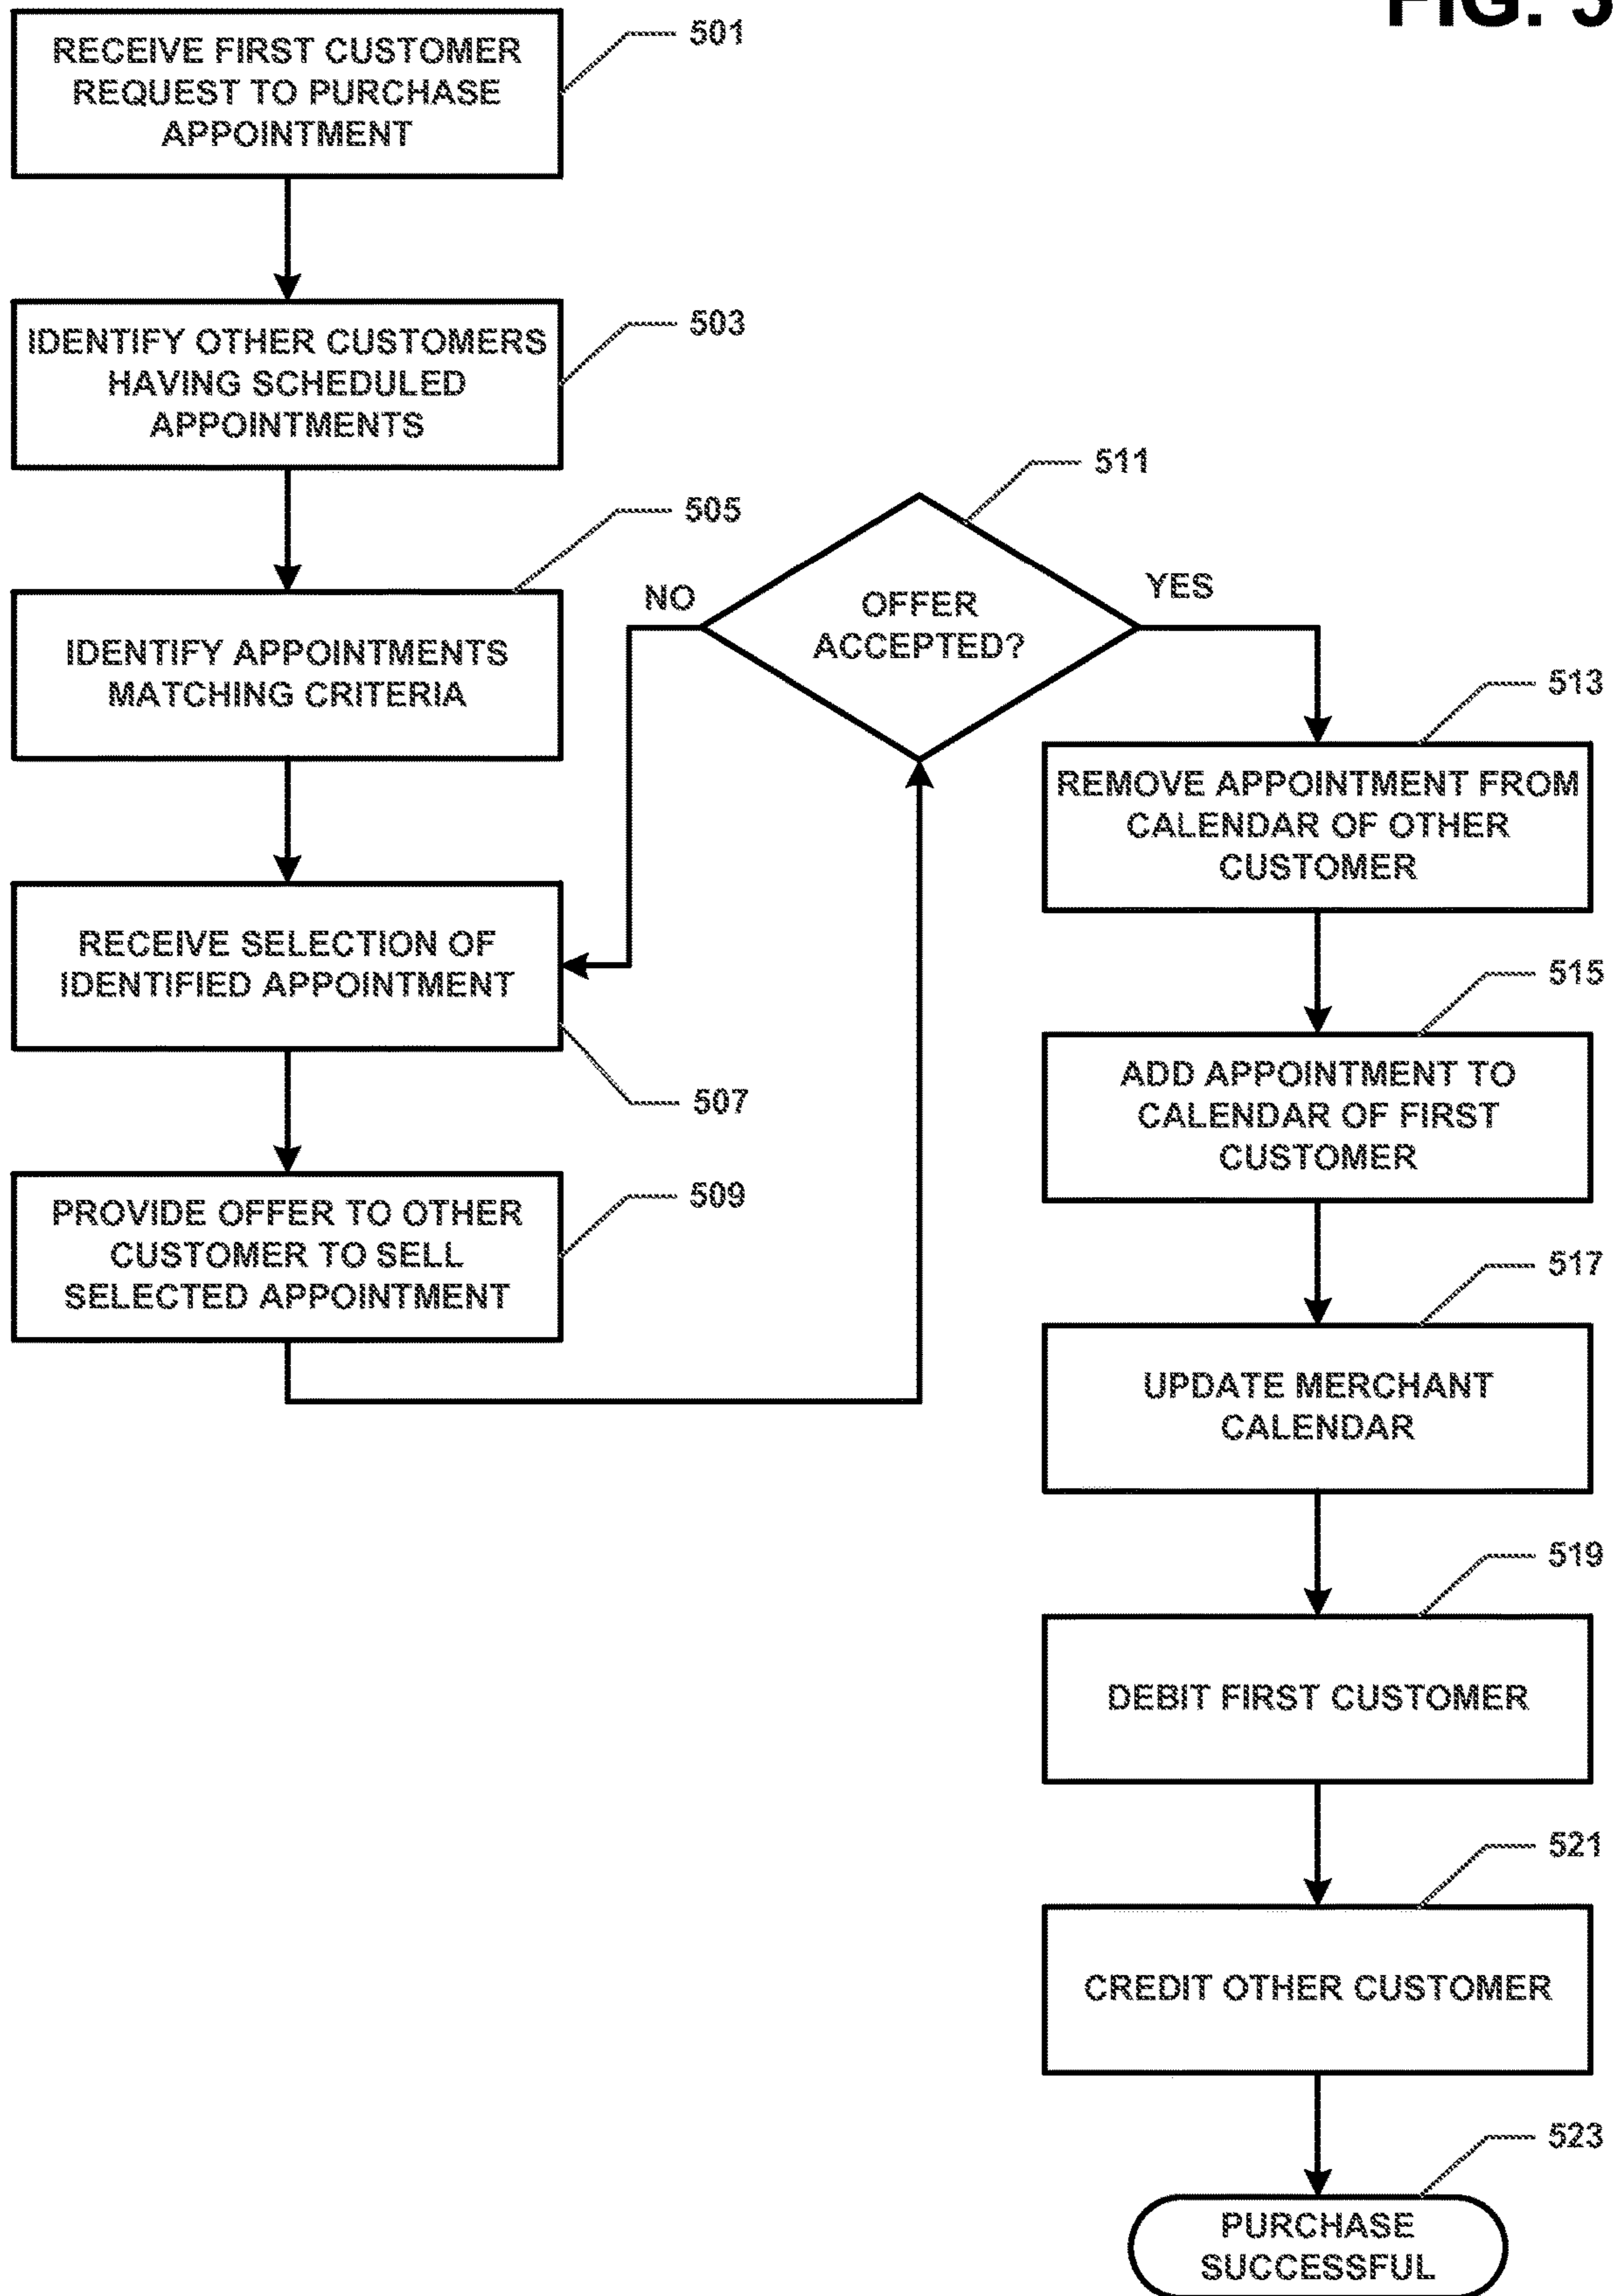 FIG. 5
RECEIVE FIRST CUSTOMER
REQUEST TO PURCHASE
APPOINTMENT
501
IDENTIFY OTHER CUSTOMERS
HAVING SCHEDULED
APPOINTMENTS
503
IDENTIFY APPOINTMENTS
MATCHING CRITERIA
505
RECEIVE SELECTION OF
IDENTIFIED APPOINTMENT
507
PROVIDE OFFER TO OTHER
CUSTOMER TO SELL
SELECTED APPOINTMENT
509
OFFER
ACCEPTED?
511
NO
YES
REMOVE APPOINTMENT FROM
CALENDAR OF OTHER
CUSTOMER
513
ADD APPOINTMENT TO
CALENDAR OF FIRST
CUSTOMER
515
UPDATE MERCHANT
CALENDAR
517
DEBIT FIRST CUSTOMER
519
CREDIT OTHER CUSTOMER
521
PURCHASE
SUCCESSFUL
523